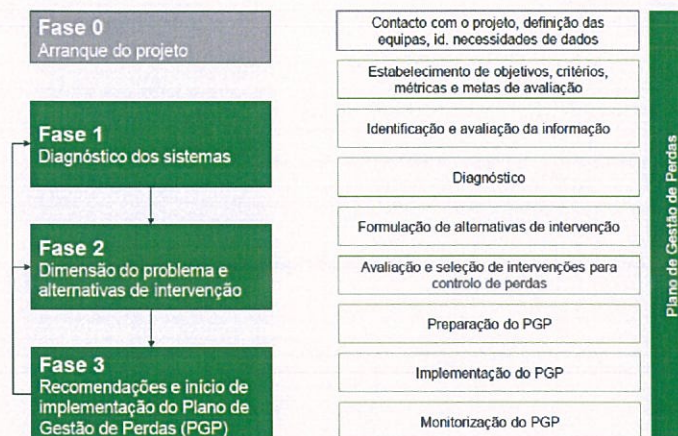 Fase 0
Arranque do projeto
Contacto com o projeto, definição das
equipas, id. necessidades de dados
Estabelecimento de objetivos, critérios,
métricas e metas de avaliação
Fase 1
Diagnóstico dos sistemas
Identificação e avaliação da informação
Diagnóstico
Fase 2
Dimensão do problema e
alternativas de intervenção
Formulação de alternativas de intervenção
Avaliação e seleção de intervenções para
controlo de perdas
Preparação do PGP
Fase 3
Recomendações e início de
implementação do Plano de
Gestão de Perdas (PGP)
Implementação do PGP
Monitorização do PGP
Plano de Gestão de Perdas